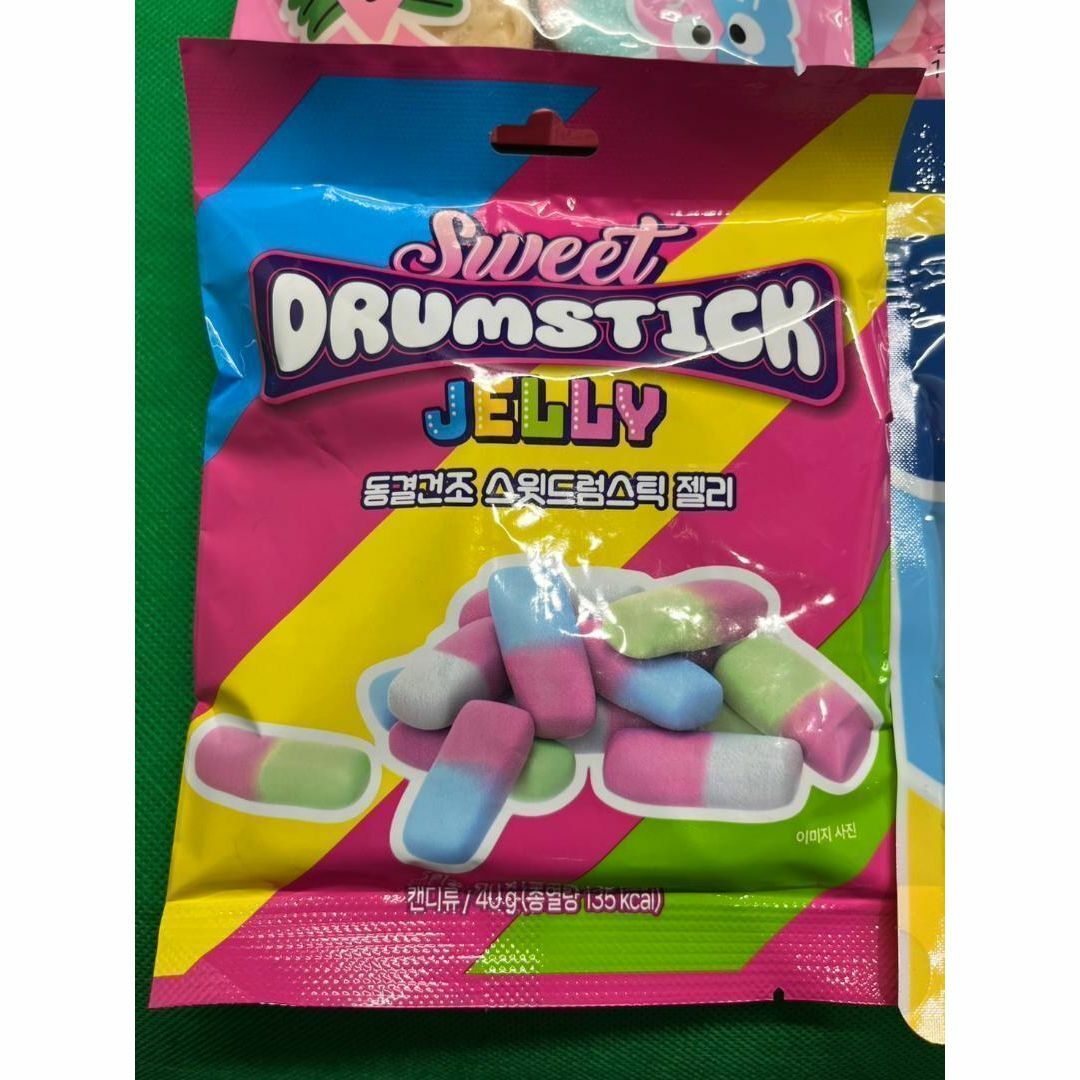 Sweet
DRUMSTICK
JELLY
동결건조 스윗드럼스틱 젤리
이미지 사진
캔디류 / 40g (총열량 135 kcal)